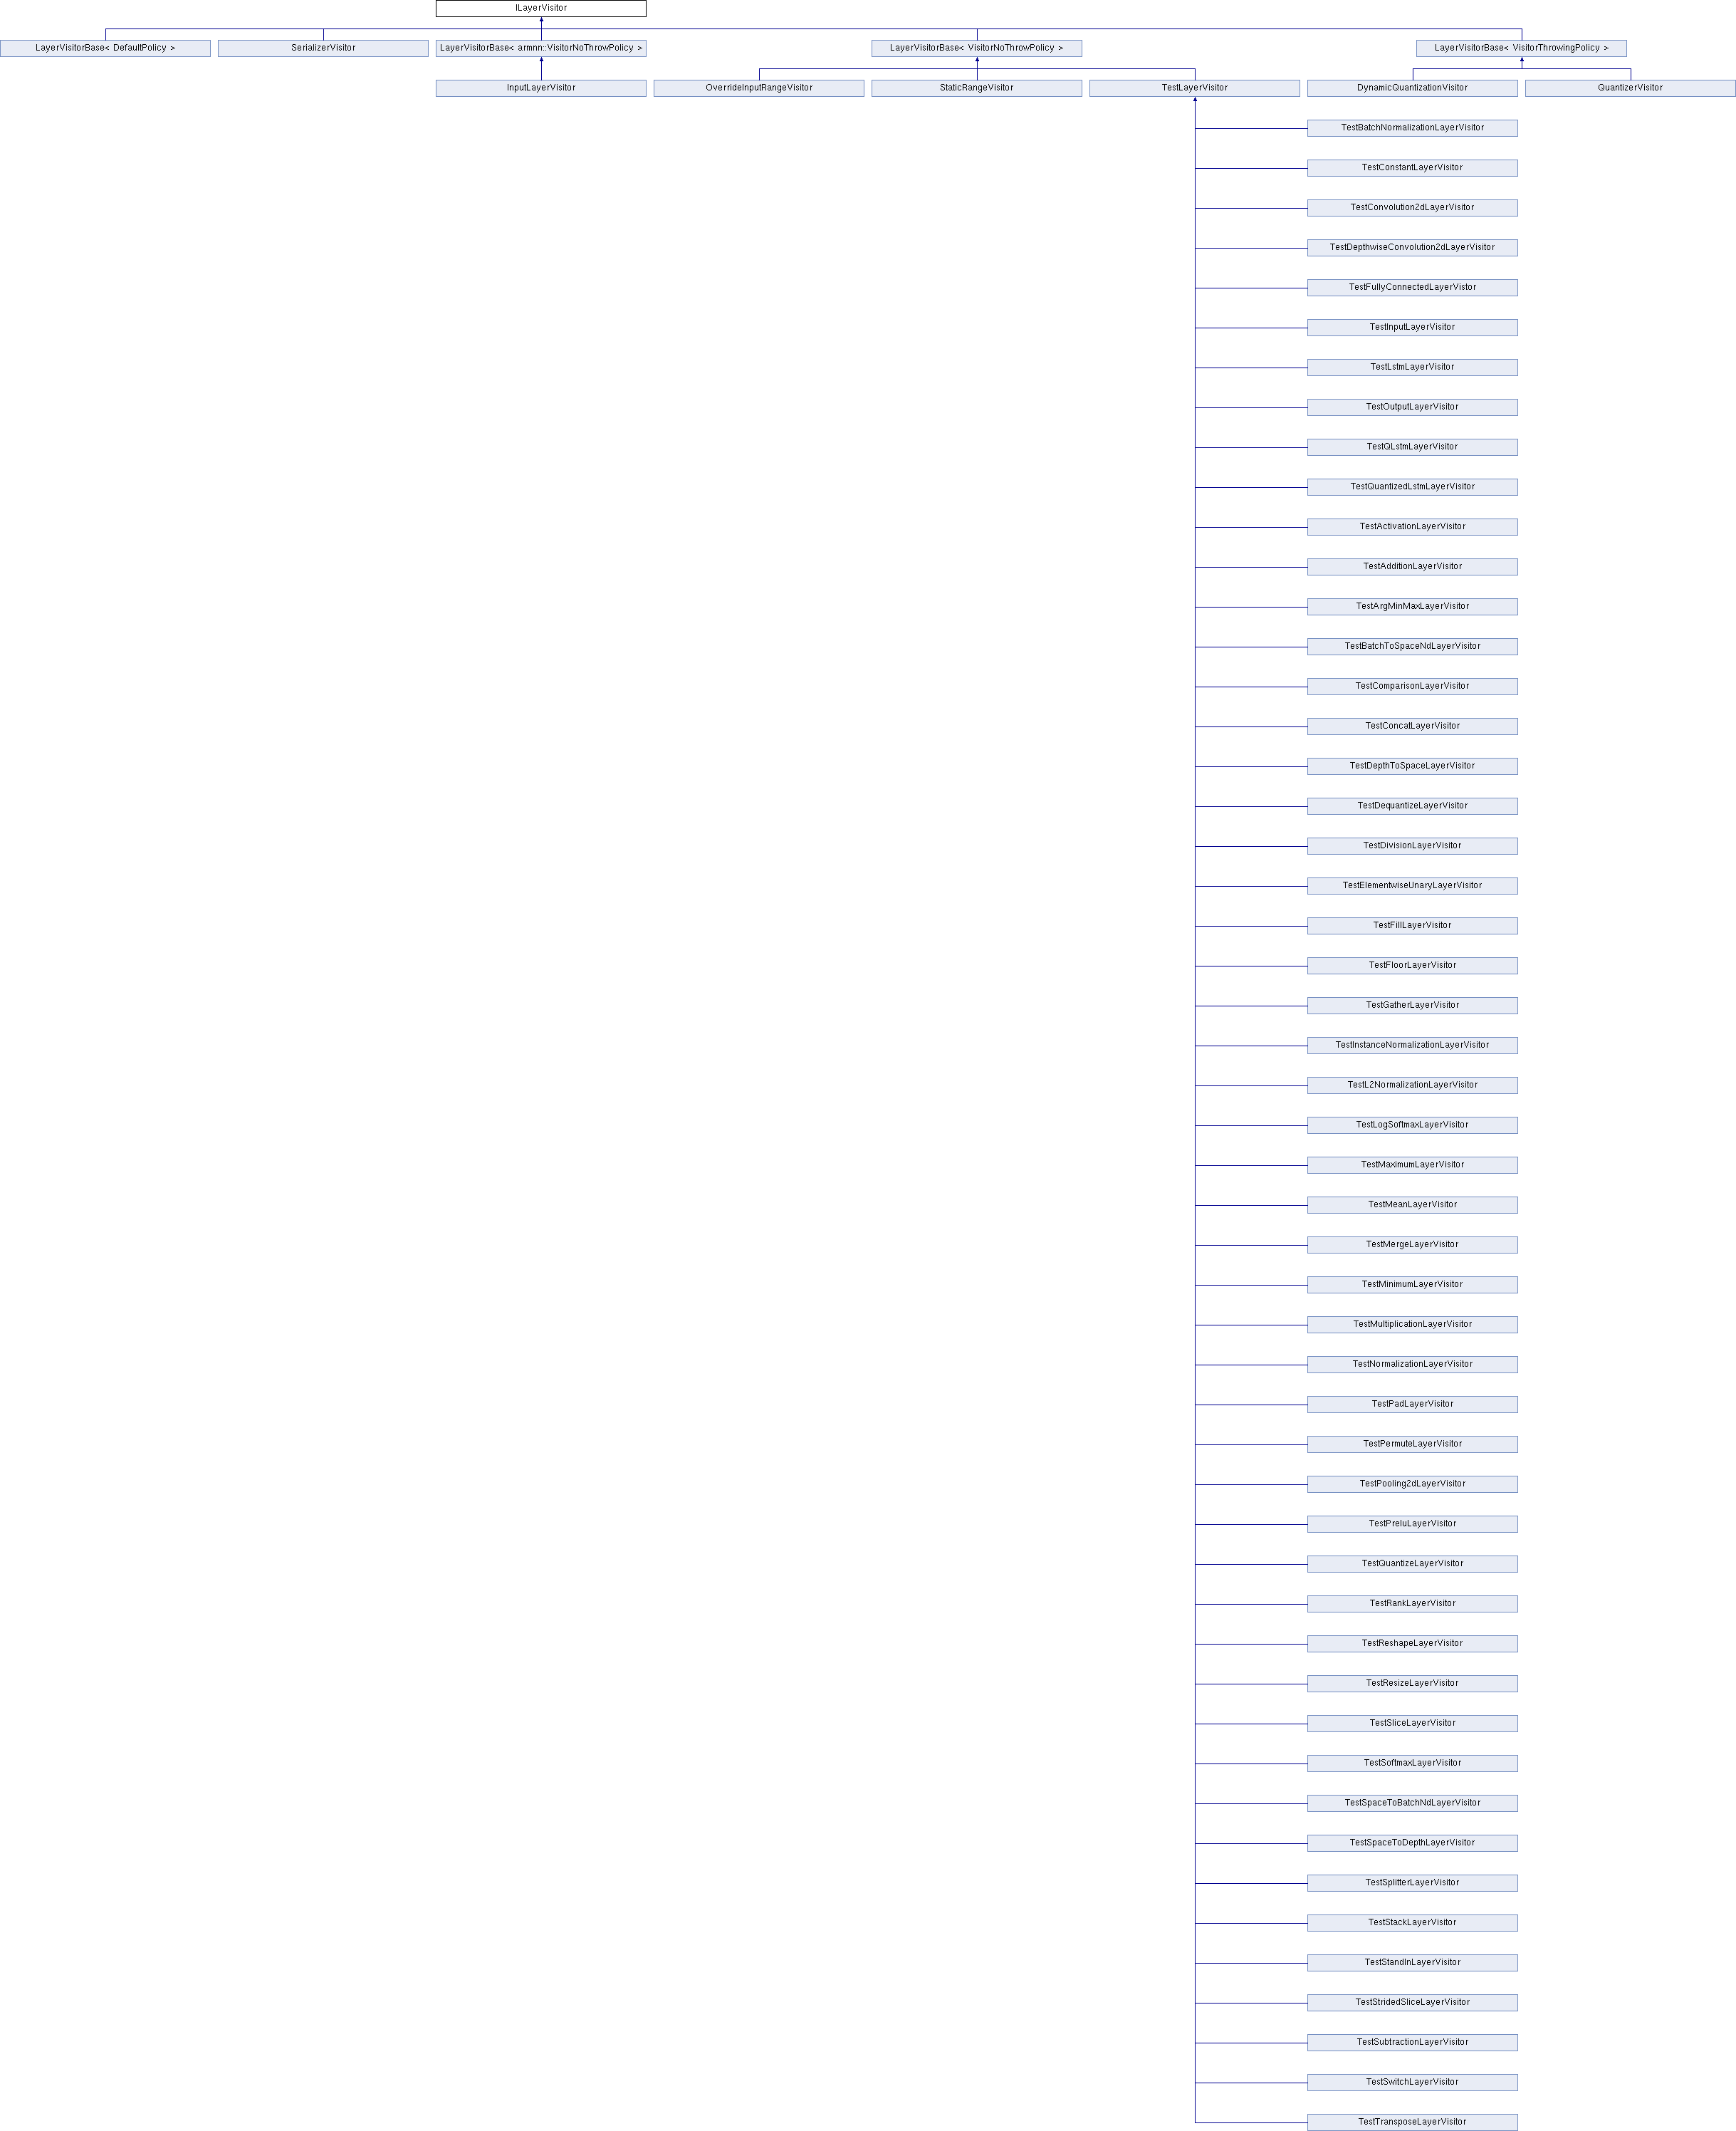 ILayerVisitor
LayerVisitorBase< DefaultPolicy >
SerializerVisitor
LayerVisitorBase< armnn::VisitorNoThrowPolicy >
LayerVisitorBase< VisitorNoThrowPolicy >
LayerVisitorBase< VisitorThrowingPolicy >
InputLayerVisitor
OverrideInputRangeVisitor
StaticRangeVisitor
TestLayerVisitor
DynamicQuantizationVisitor
QuantizerVisitor
TestBatchNormalizationLayerVisitor
TestConstantLayerVisitor
TestConvolution2dLayerVisitor
TestDepthwiseConvolution2dLayerVisitor
TestFullyConnectedLayerVistor
TestInputLayerVisitor
TestLstmLayerVisitor
TestOutputLayerVisitor
TestQLstmLayerVisitor
TestQuantizedLstmLayerVisitor
TestActivationLayerVisitor
TestAdditionLayerVisitor
TestArgMinMaxLayerVisitor
TestBatchToSpaceNdLayerVisitor
TestComparisonLayerVisitor
TestConcatLayerVisitor
TestDepthToSpaceLayerVisitor
TestDequantizeLayerVisitor
TestDivisionLayerVisitor
TestElementwiseUnaryLayerVisitor
TestFillLayerVisitor
TestFloorLayerVisitor
TestGatherLayerVisitor
TestInstanceNormalizationLayerVisitor
TestL2NormalizationLayerVisitor
TestLogSoftmaxLayerVisitor
TestMaximumLayerVisitor
TestMeanLayerVisitor
TestMergeLayerVisitor
TestMinimumLayerVisitor
TestMultiplicationLayerVisitor
TestNormalizationLayerVisitor
TestPadLayerVisitor
TestPermuteLayerVisitor
TestPooling2dLayerVisitor
TestPreluLayerVisitor
TestQuantizeLayerVisitor
TestRankLayerVisitor
TestReshapeLayerVisitor
TestResizeLayerVisitor
TestSliceLayerVisitor
TestSoftmaxLayerVisitor
TestSpaceToBatchNdLayerVisitor
TestSpaceToDepthLayerVisitor
TestSplitterLayerVisitor
TestStackLayerVisitor
TestStandInLayerVisitor
TestStridedSliceLayerVisitor
TestSubtractionLayerVisitor
TestSwitchLayerVisitor
TestTransposeLayerVisitor